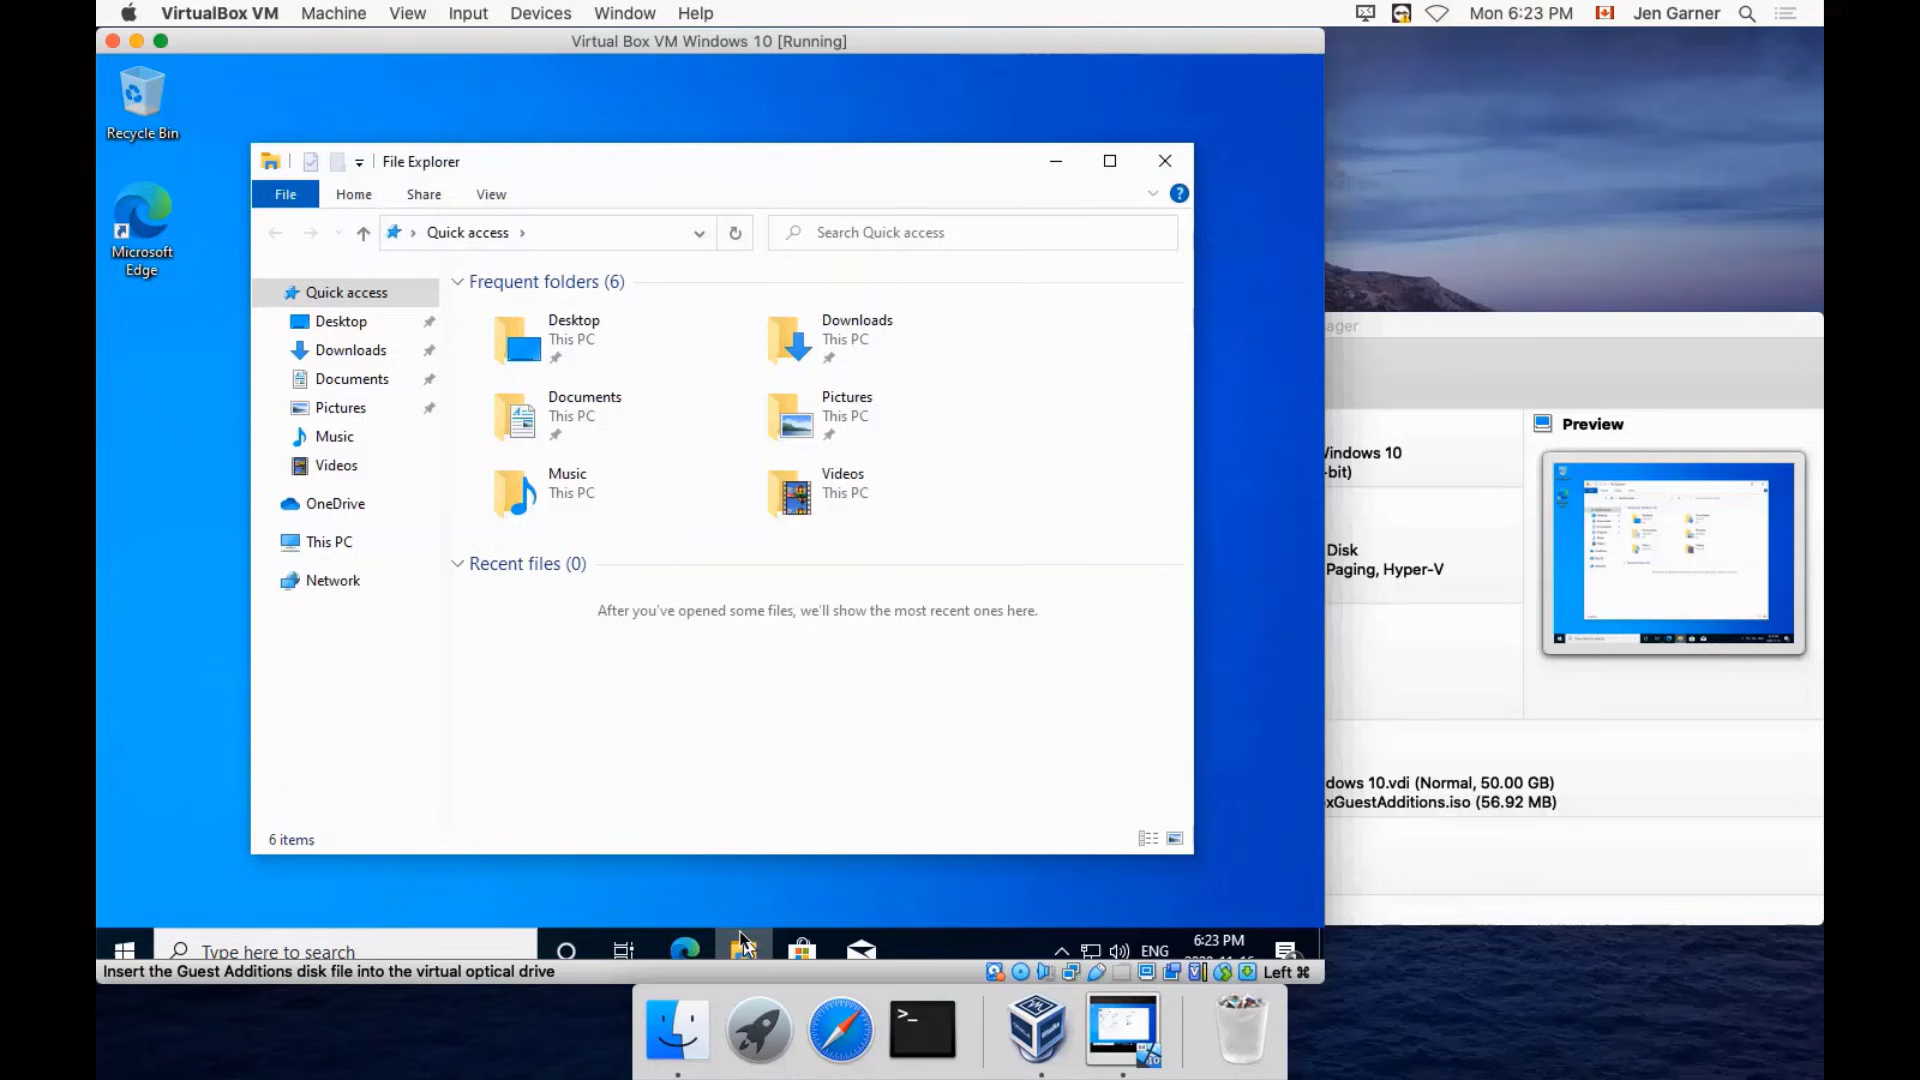 VirtualBox VM Machine View Input Devices Window Help
Mon 6:23 PM Jen Garner
Virtual Box VM Windows 10 [Running]
Recycle Bin
Microsoft
Edge
File Explorer
File Home Share View
Quick access
Search Quick access
Quick access
Desktop
Downloads
Documents
Pictures
Music
Videos
OneDrive
This PC
Network
Frequent folders (6)
Desktop
This PC
Downloads
This PC
Documents
This PC
Pictures
This PC
Music
This PC
Videos
This PC
Recent files (0)
After you've opened some files, we'll show the most recent ones here.
6 items
ager
Preview
Windows 10
-bit)
Disk
Paging, Hyper-V
dows 10.vdi (Normal, 50.00 GB)
xGuestAdditions.iso (56.92 MB)
Type here to search
ENG
6:23 PM
Insert the Guest Additions disk file into the virtual optical drive
Left ⌘